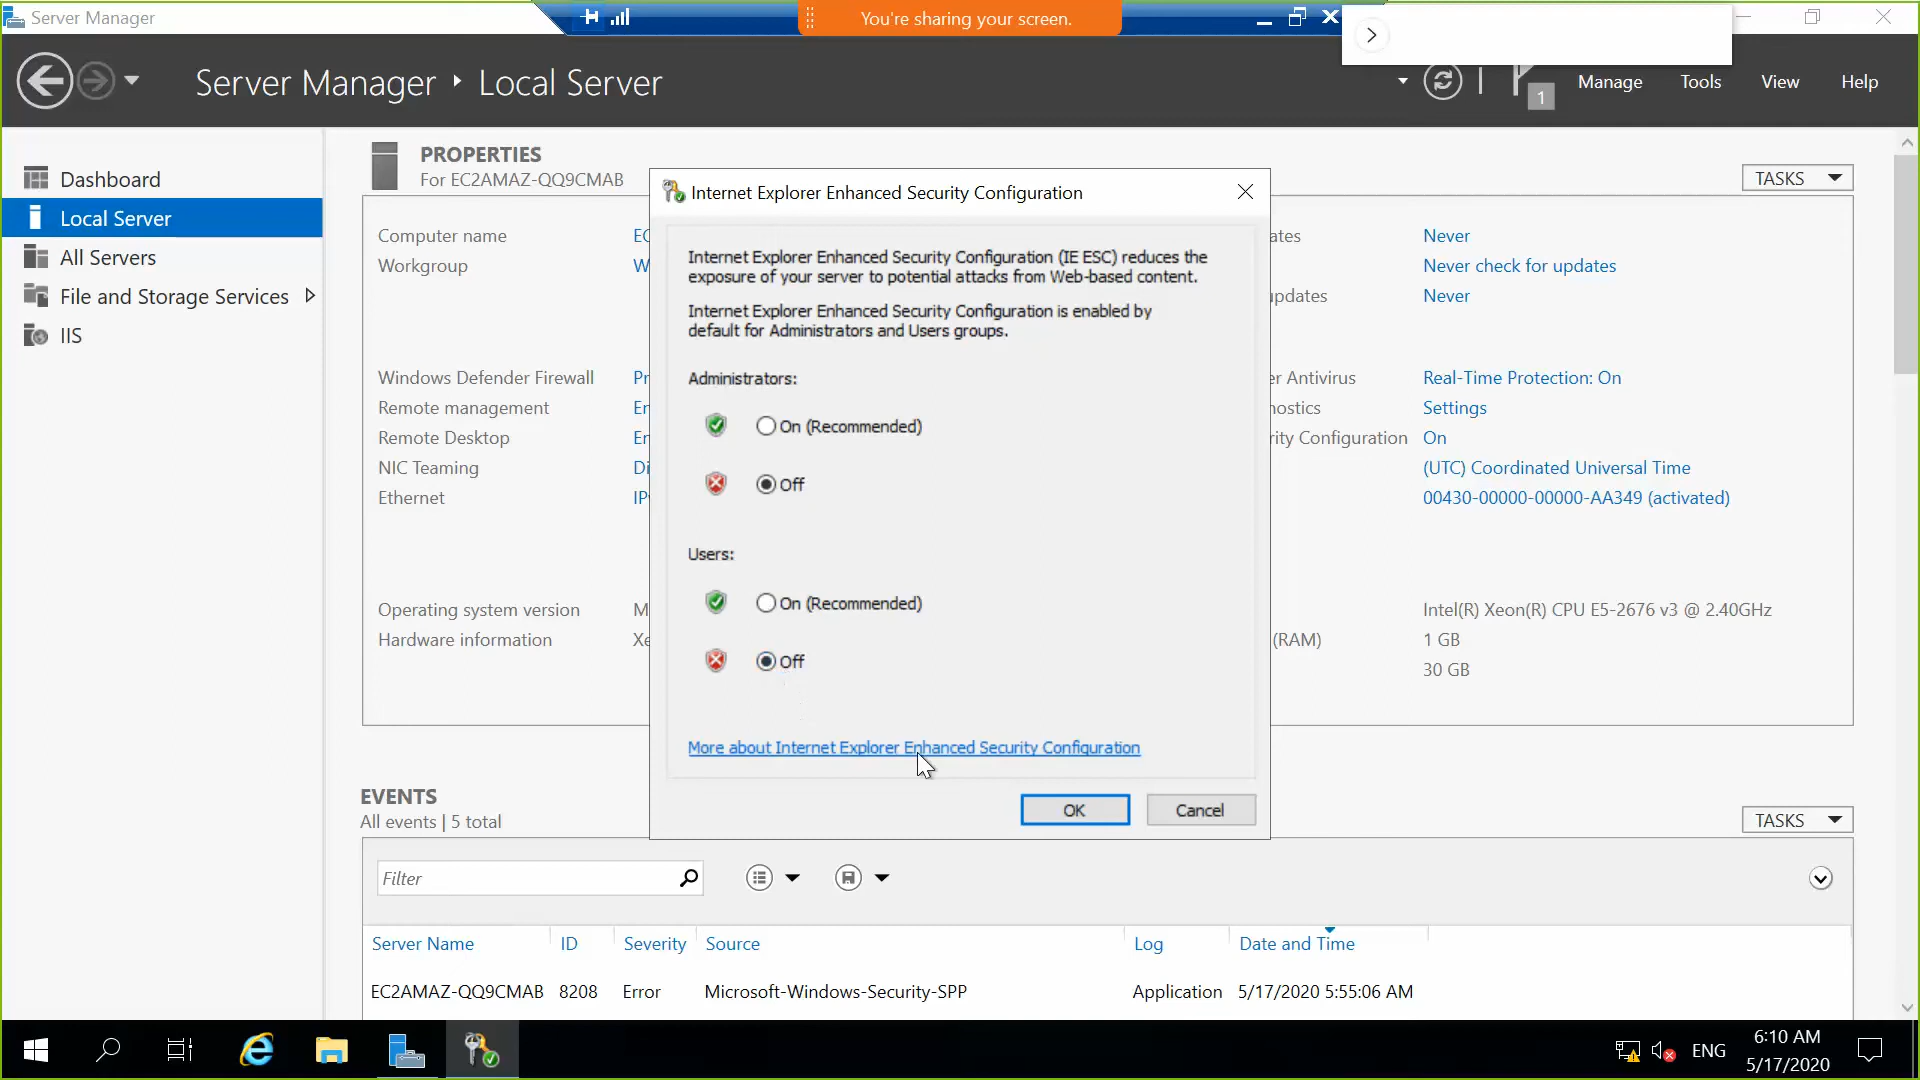 Server Manager
You're sharing your screen.
Server Manager Local Server
1
Manage
Tools
View
Help
Dashboard
Local Server
All Servers
File and Storage Services
IIS
PROPERTIES
For EC2AMAZ-QQ9CMAB
TASKS
Computer name
Workgroup
Windows Defender Firewall
Remote management
Remote Desktop
NIC Teaming
Ethernet
Operating system version
Hardware information
Internet Explorer Enhanced Security Configuration
Internet Explorer Enhanced Security Configuration (IE ESC) reduces the
exposure of your server to potential attacks from Web-based content.
Internet Explorer Enhanced Security Configuration is enabled by
default for Administrators and Users groups.
Administrators:
On (Recommended)
Off
Users:
On (Recommended)
Off
More about Internet Explorer Enhanced Security Configuration
OK
Cancel
Never
Never check for updates
Never
Antivirus
Real-Time Protection: On
Settings
Configuration
On
(UTC) Coordinated Universal Time
00430-00000-00000-AA349 (activated)
Intel(R) Xeon(R) CPU E5-2676 v3 @ 2.40GHz
(RAM)
1 GB
30 GB
EVENTS
All events | 5 total
TASKS
Filter
Server Name
ID
Severity
Source
Log
Date and Time
EC2AMAZ-QQ9CMAB
8208
Error
Microsoft-Windows-Security-SPP
Application
5/17/2020 5:55:06 AM
ENG
6:10 AM
5/17/2020